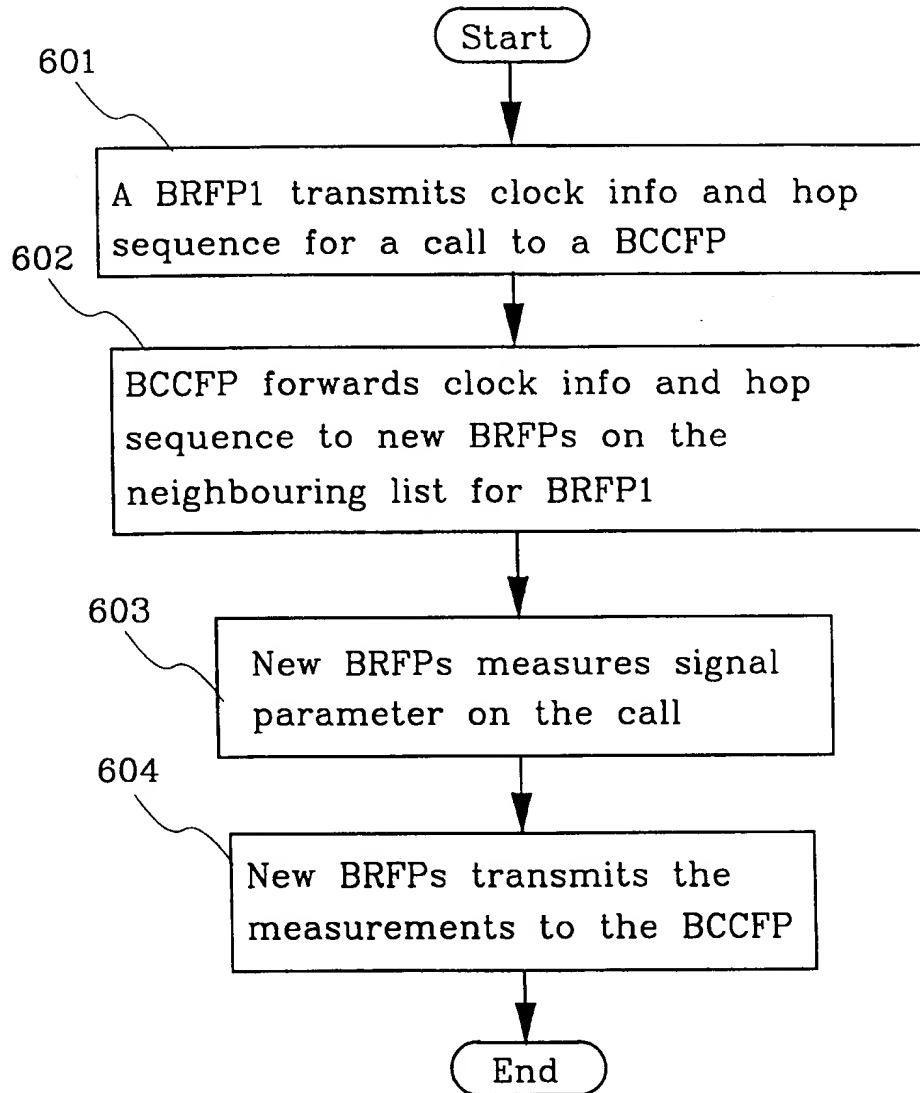 Start
601
A BRFP1 transmits clock info and hop
sequence for a call to a BCCFP
602
BCCFP forwards clock info and hop
sequence to new BRFPs on the
neighbouring list for BRFP1
603
New BRFPs measures signal
parameter on the call
604
New BRFPs transmits the
measurements to the BCCFP
End